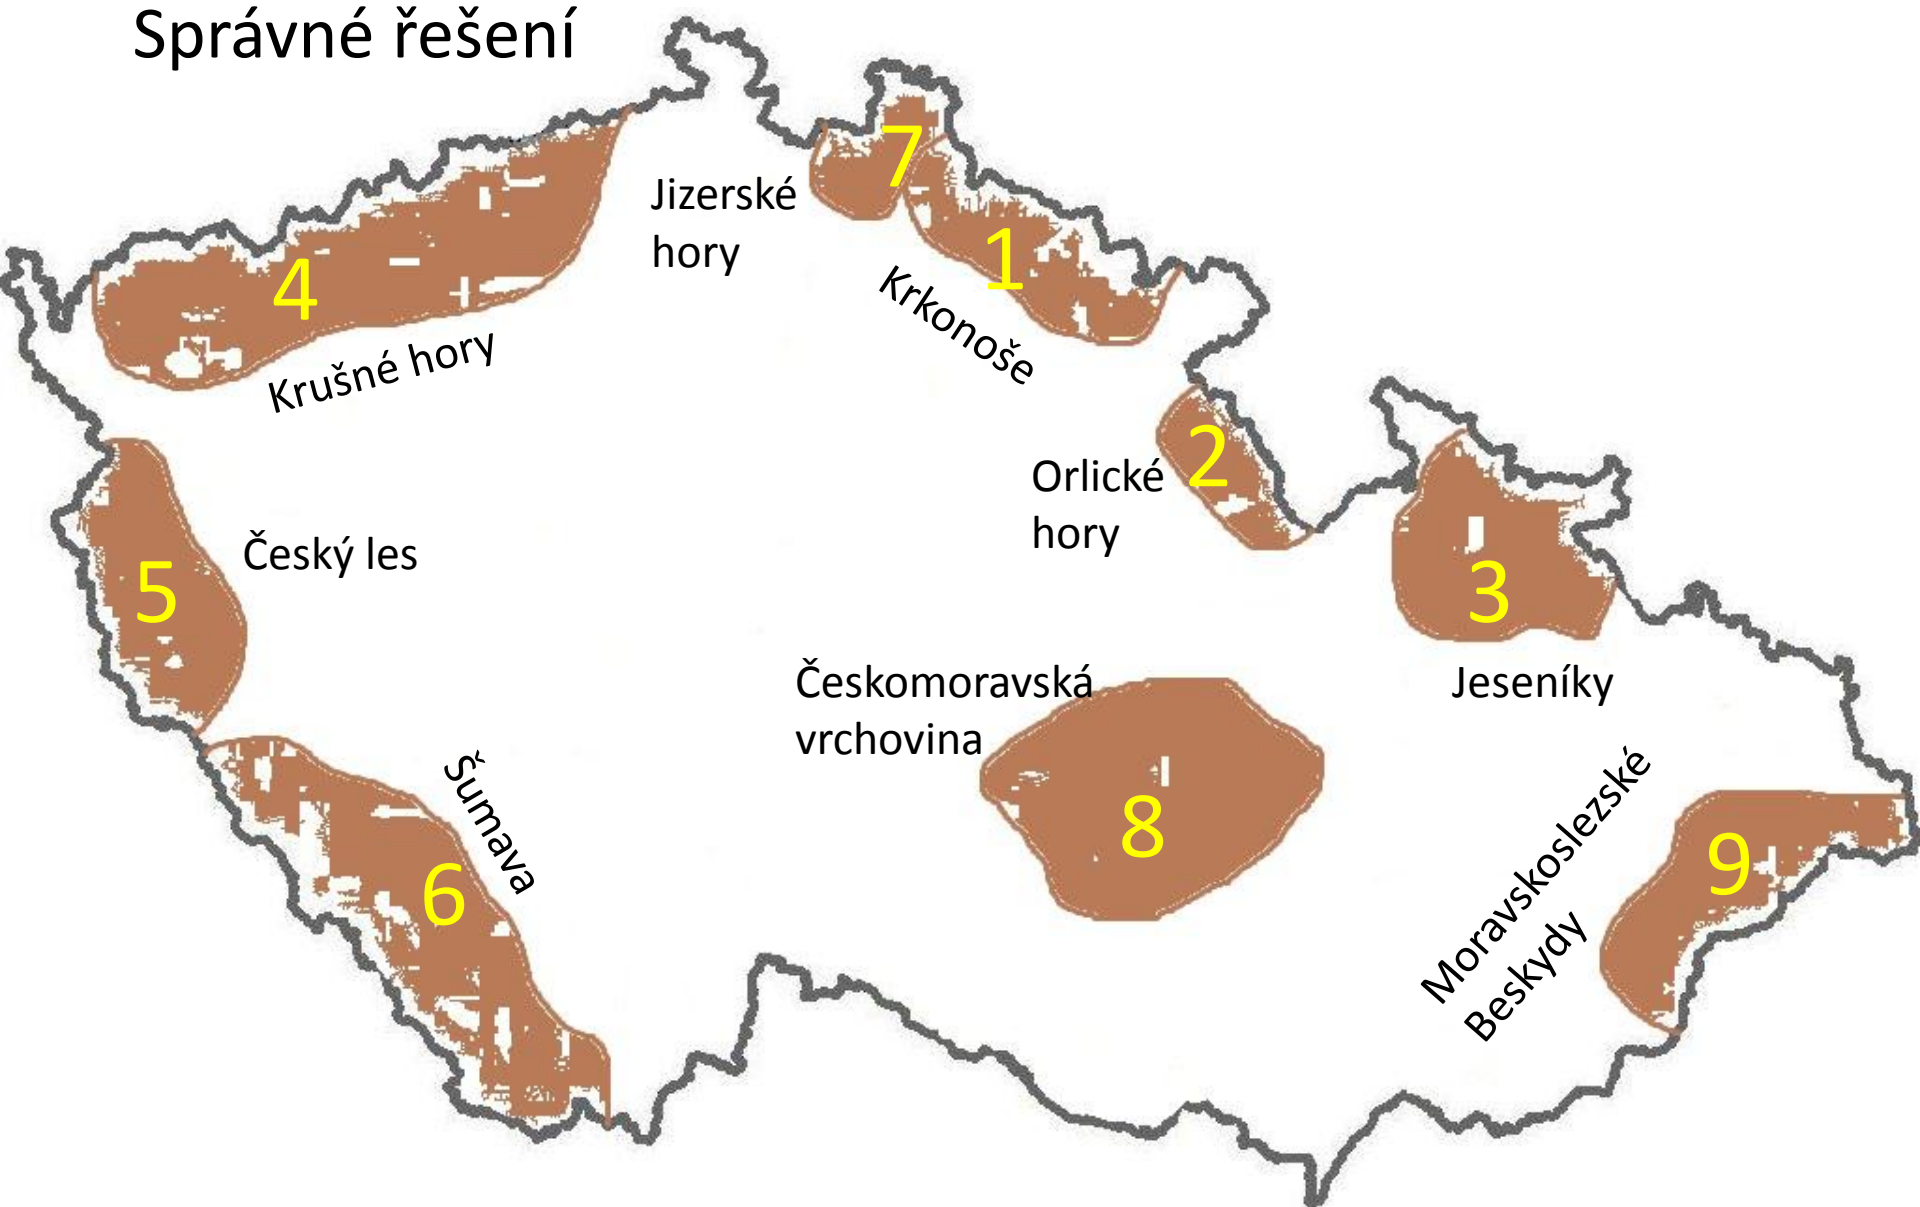 Správné řešení
7
Jizerské
hory
1
4
Krkonoše
Krušné hory
2
Orlické
hory
Český les
5
3
Českomoravská
vrchovina
Jeseníky
Šumava
8
6
Moravskoslezské
Beskydy
9